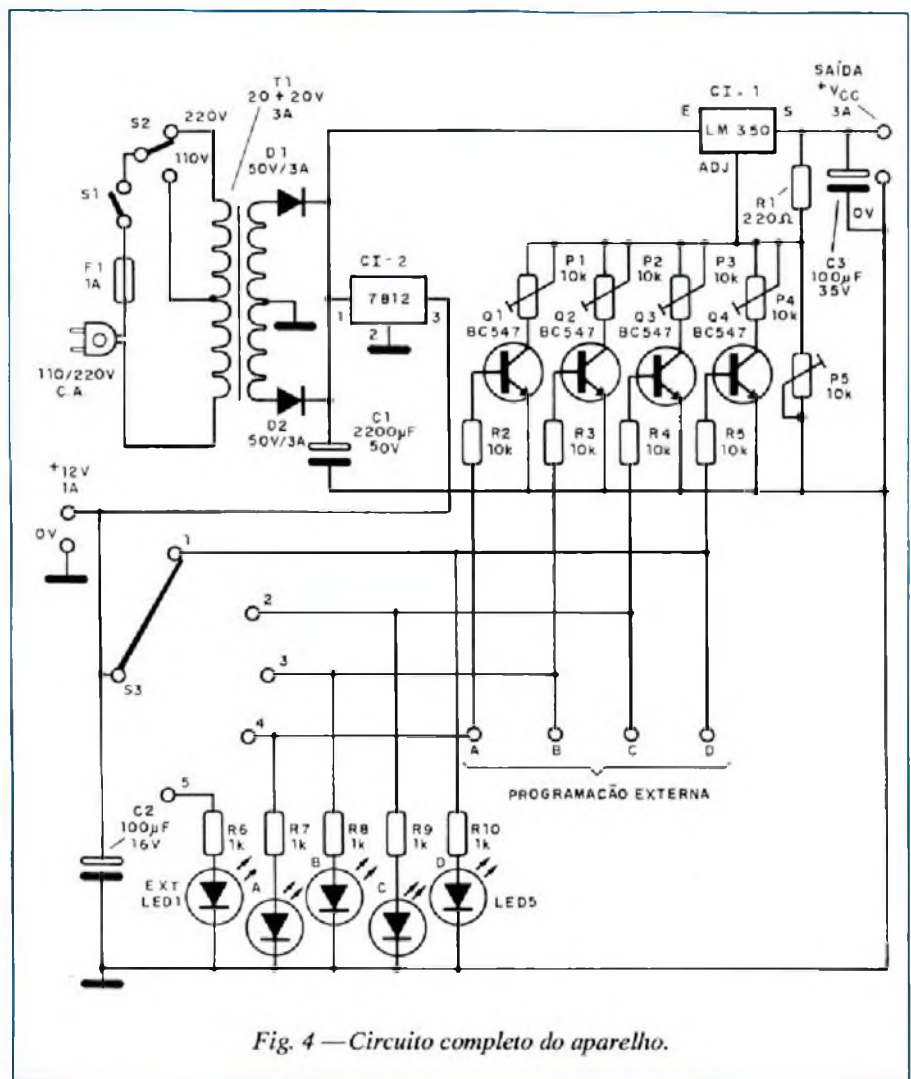 T1
20 + 20V
3A
S2
220V
110V
S1
F1
1A
110/220V
C.A.
D1
50V/3A
D2
50V/3A
CI-2
7812
1
2
3
C1
2200µF
50V
CI-1
E
S
LM 350
ADJ
SAÍDA
+VCC
3A
R1
220Ω
0V
C3
100µF
35V
P1
10k
P2
10k
P3
10k
P4
10k
P5
10k
Q1
BC547
Q2
BC547
Q3
BC547
Q4
BC547
R2
10k
R3
10k
R4
10k
R5
10k
+12V
1A
0V
1
2
3
4
5
S3
A
B
C
D
PROGRAMACÃO EXTERNA
C2
100µF
16V
R6
1k
R7
1k
R8
1k
R9
1k
R10
1k
EXT
LED1
A
B
C
D
LED5
Fig. 4 — Circuito completo do aparelho.